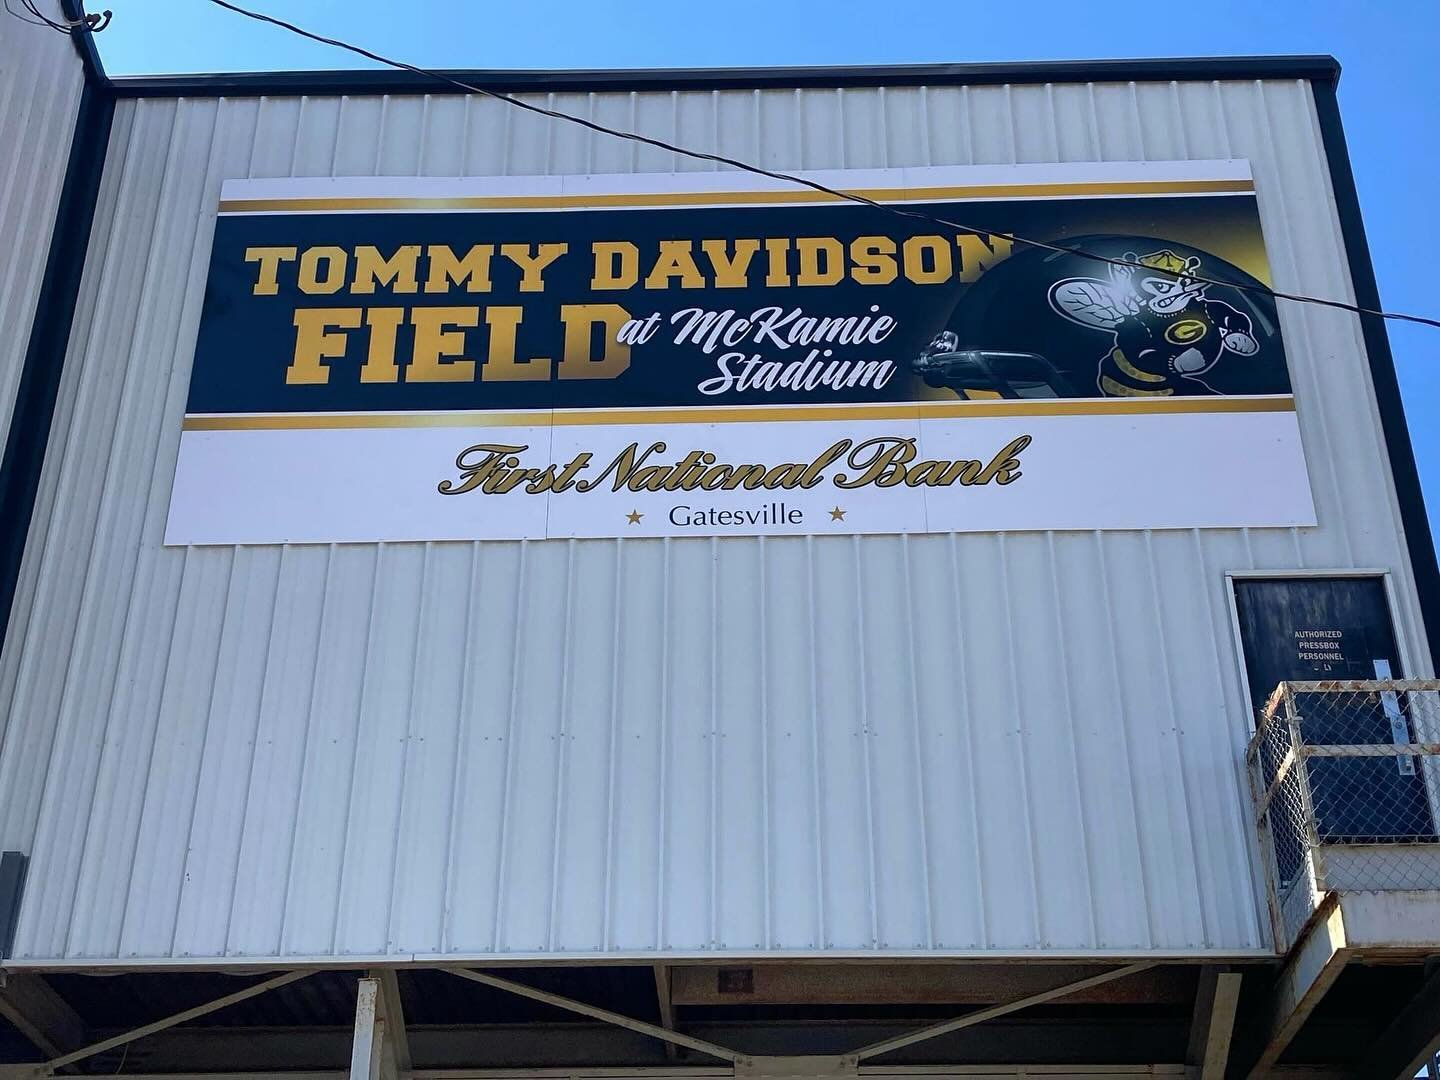 TOMMY DAVIDSON
FIELD at McKamie
Stadium
First National Bank
★ Gatesville ★
G
AUTHORIZED
PRESSBOX
PERSONNEL